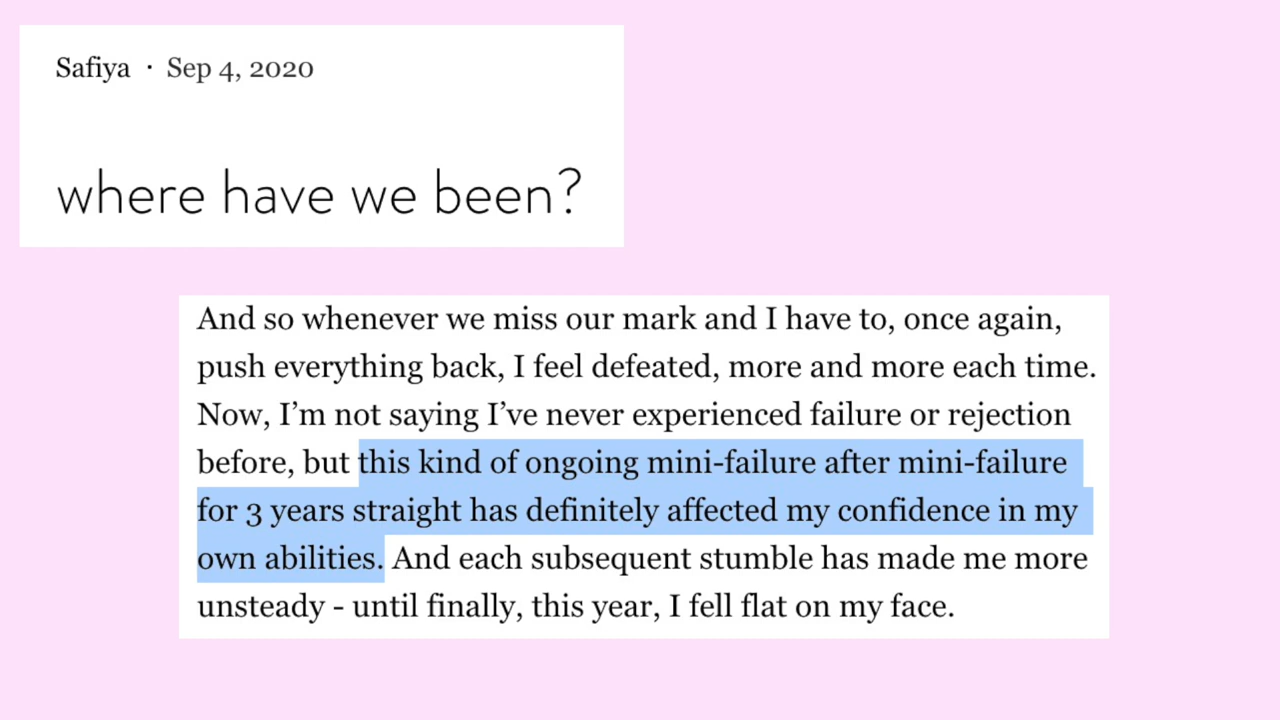 Safiya · Sep 4, 2020
where have we been?
And so whenever we miss our mark and I have to, once again,
push everything back, I feel defeated, more and more each time.
Now, I’m not saying I’ve never experienced failure or rejection
before, but this kind of ongoing mini-failure after mini-failure
for 3 years straight has definitely affected my confidence in my
own abilities. And each subsequent stumble has made me more
unsteady - until finally, this year, I fell flat on my face.